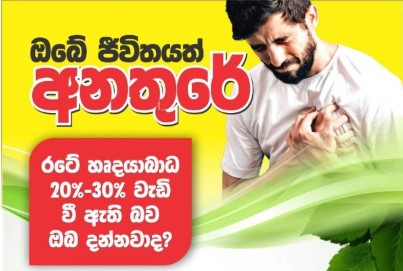 ඔබේ ජීවිතයත්
අනතුරේ
රටේ හෘදයාබාධ
20%-30% වැඩි
වී ඇති බව
ඔබ දන්නවාද?